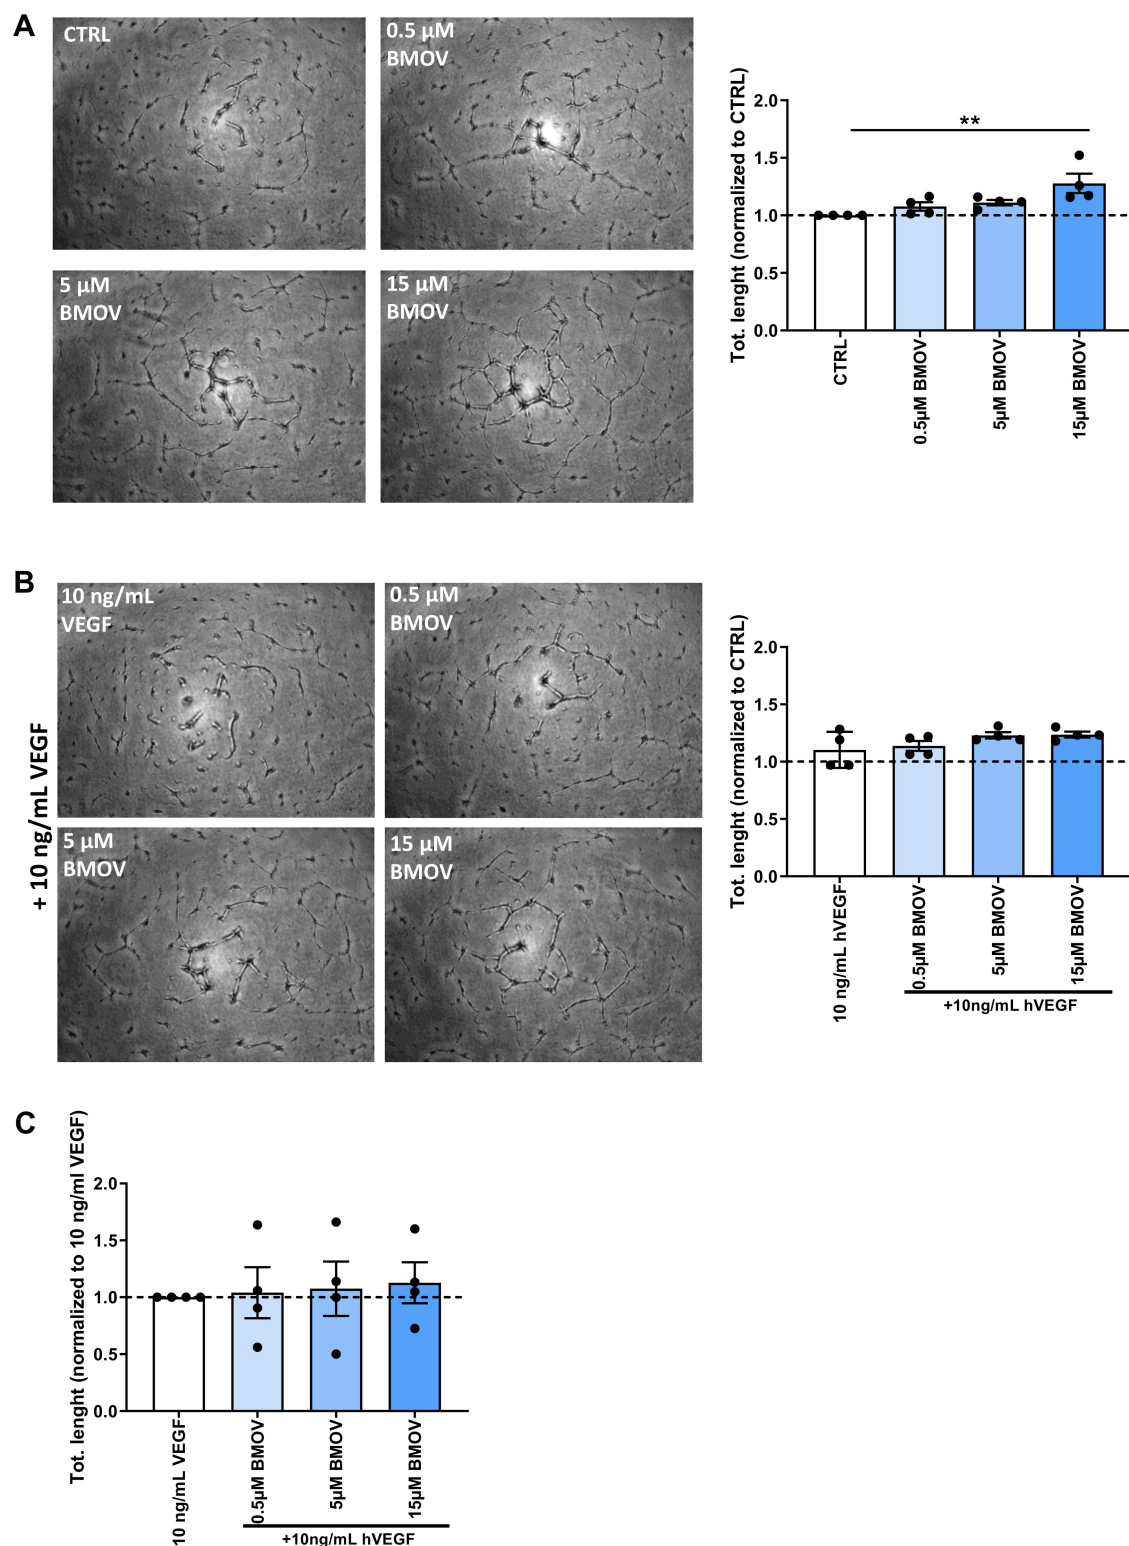 A
CTRL
0.5 µM
BMOV
5 µM
BMOV
15 µM
BMOV
Tot. lenght (normalized to CTRL)
2.0
1.5
1.0
0.5
0.0
**
CTRL
0.5µM BMOV
5µM BMOV
15µM BMOV
B
+ 10 ng/mL VEGF
10 ng/mL
VEGF
0.5 µM
BMOV
5 µM
BMOV
15 µM
BMOV
Tot. lenght (normalized to CTRL)
2.0
1.5
1.0
0.5
0.0
10 ng/mL hVEGF
0.5µM BMOV
5µM BMOV
15µM BMOV
+10ng/mL hVEGF
C
Tot. lenght (normalized to 10 ng/ml VEGF)
2.0
1.5
1.0
0.5
0.0
10 ng/mL VEGF
0.5µM BMOV
5µM BMOV
15µM BMOV
+10ng/mL hVEGF